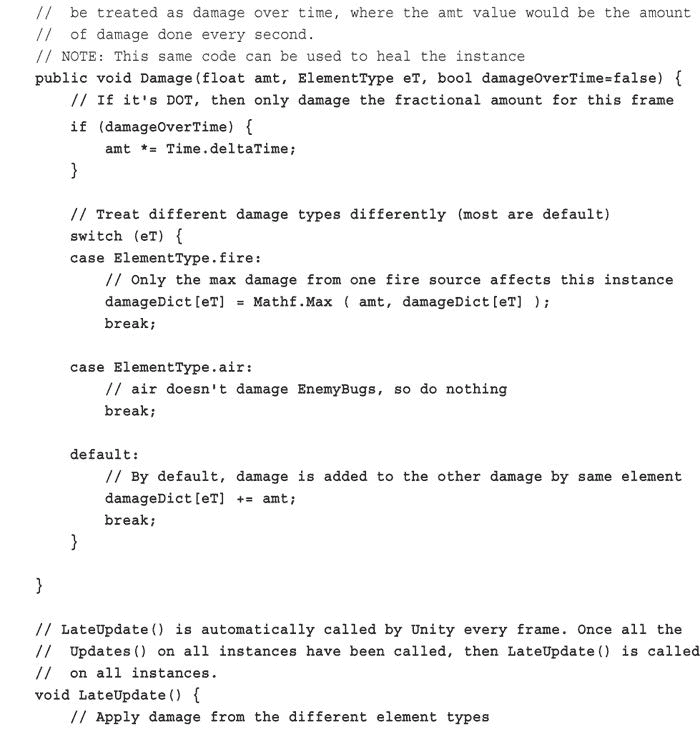 //  be treated as damage over time, where the amt value would be the amount
//  of damage done every second.
// NOTE: This same code can be used to heal the instance
public void Damage(float amt, ElementType eT, bool damageOverTime=false) {
    // If it's DOT, then only damage the fractional amount for this frame
    if (damageOverTime) {
        amt *= Time.deltaTime;
    }

    // Treat different damage types differently (most are default)
    switch (eT) {
    case ElementType.fire:
        // Only the max damage from one fire source affects this instance
        damageDict[eT] = Mathf.Max ( amt, damageDict[eT] );
        break;

    case ElementType.air:
        // air doesn't damage EnemyBugs, so do nothing
        break;

    default:
        // By default, damage is added to the other damage by same element
        damageDict[eT] += amt;
        break;
    }

}

// LateUpdate() is automatically called by Unity every frame. Once all the
//  Updates() on all instances have been called, then LateUpdate() is called
//  on all instances.
void LateUpdate() {
    // Apply damage from the different element types